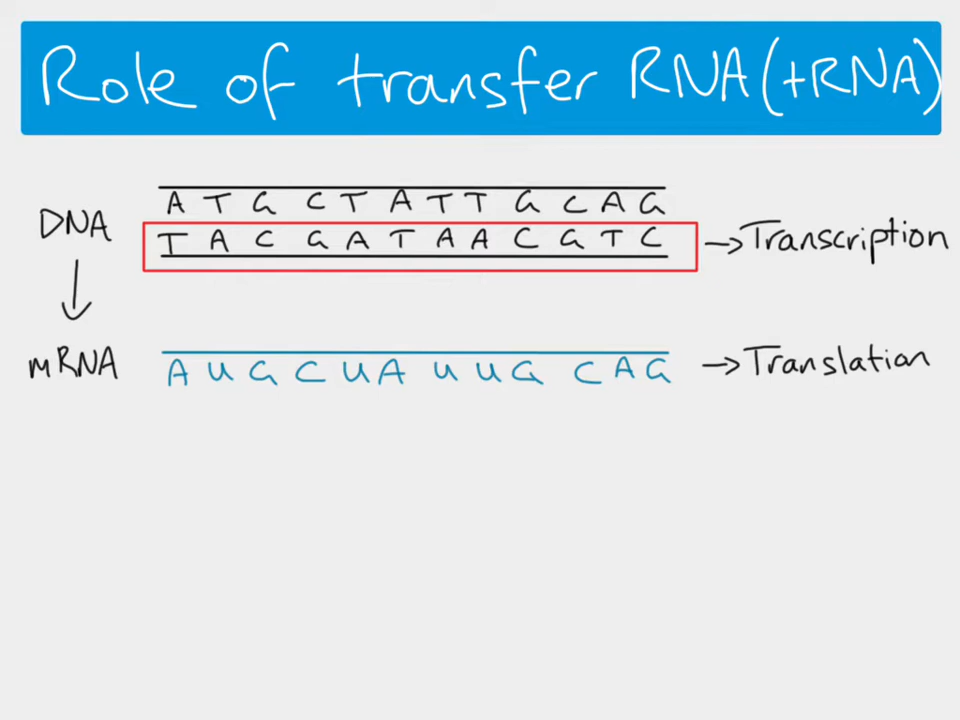 Role of transfer RNA (tRNA)
A T G C T A T T G C A G
DNA T A C G A T A A C G T C → Transcription
↓
mRNA A U G C U A U U G C A G → Translation